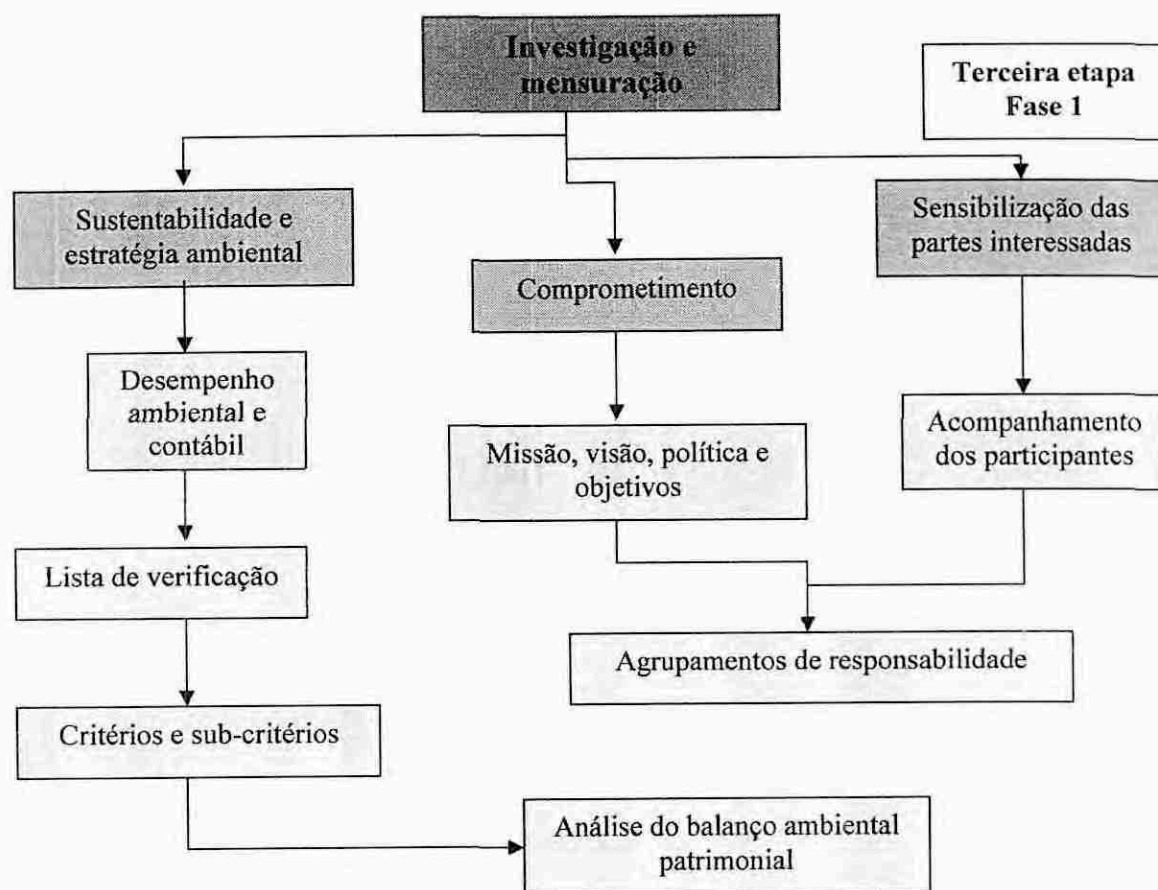 Investigação e
mensuração
Terceira etapa
Fase 1
Sustentabilidade e
estratégia ambiental
Comprometimento
Sensibilização das
partes interessadas
Desempenho
ambiental e
contábil
Missão, visão, política e
objetivos
Acompanhamento
dos participantes
Lista de verificação
Agrupamentos de responsabilidade
Critérios e sub-critérios
Análise do balanço ambiental
patrimonial